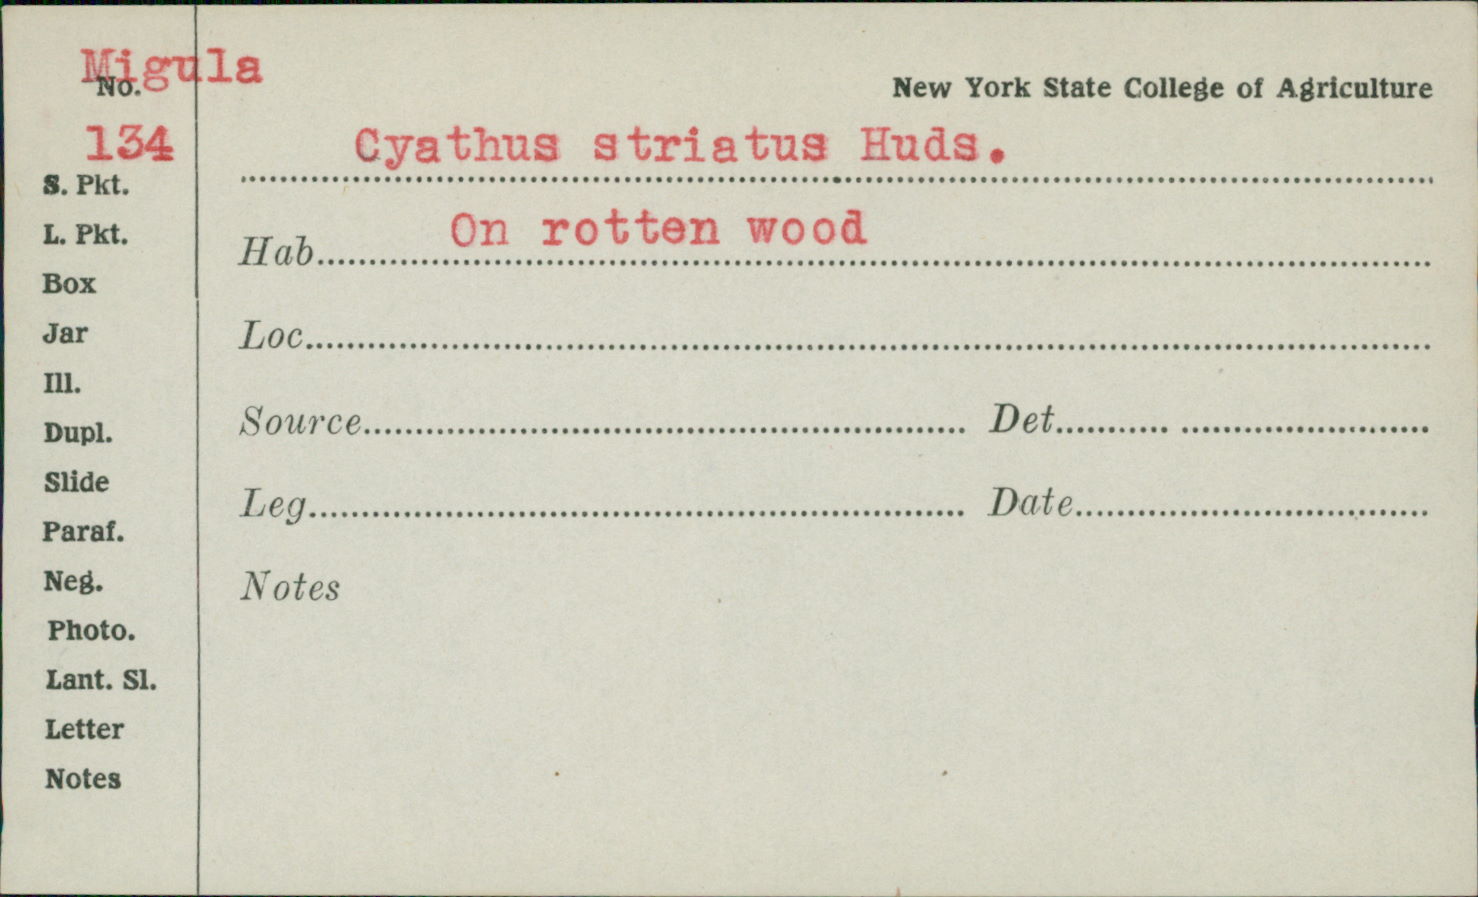 Migula
No.
New York State College of Agriculture
134
Cyathus striatus Huds.
S. Pkt.
L. Pkt.
Hab. On rotten wood
Box
Jar
Loc.
Ill.
Dupl.
Source Det.
Slide
Leg. Date
Paraf.
Neg.
Notes
Photo.
Lant. Sl.
Letter
Notes